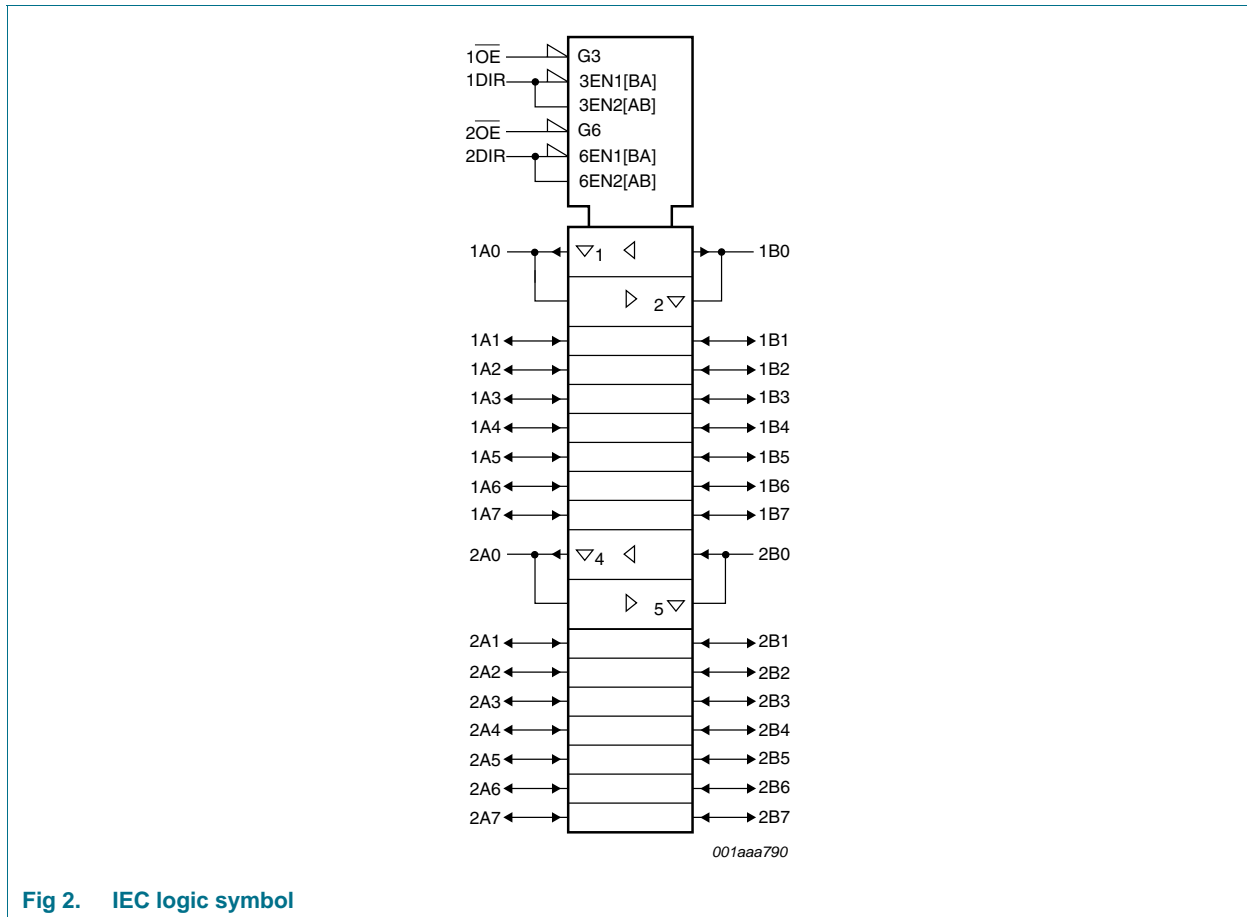 1O̅E̅ G3
1DIR 3EN1[BA]
3EN2[AB]
2O̅E̅ G6
2DIR 6EN1[BA]
6EN2[AB]
1A0 1 1B0
2
1A1 1B1
1A2 1B2
1A3 1B3
1A4 1B4
1A5 1B5
1A6 1B6
1A7 1B7
2A0 4 2B0
5
2A1 2B1
2A2 2B2
2A3 2B3
2A4 2B4
2A5 2B5
2A6 2B6
2A7 2B7
001aaa790
Fig 2. IEC logic symbol